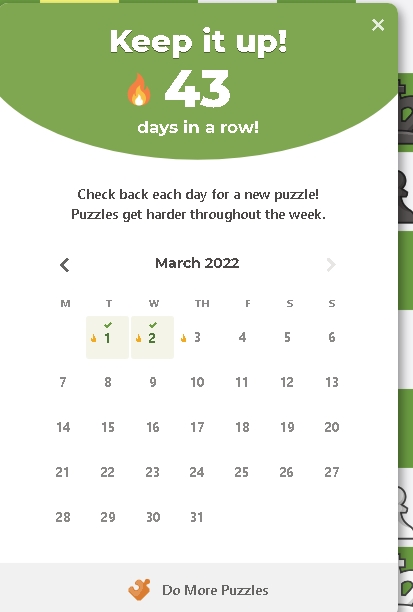 Keep it up!
43
days in a row!
Check back each day for a new puzzle!
Puzzles get harder throughout the week.
March 2022
M T W TH F S S
1 2 3 4 5 6
7 8 9 10 11 12 13
14 15 16 17 18 19 20
21 22 23 24 25 26 27
28 29 30 31
Do More Puzzles